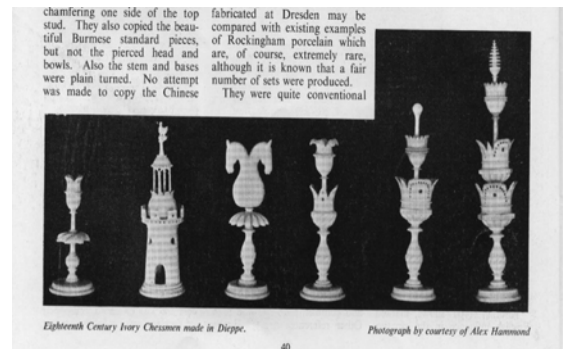 chamfering one side of the top
stud. They also copied the beau-
tiful Burmese standard pieces,
but not the pierced head and
bowls. Also the stem and bases
were plain turned. No attempt
was made to copy the Chinese
fabricated at Dresden may be
compared with existing examples
of Rockingham porcelain which
are, of course, extremely rare,
although it is known that a fair
number of sets were produced.
They were quite conventional
Eighteenth Century Ivory Chessmen made in Dieppe.
Photograph by courtesy of Alex Hammond
40